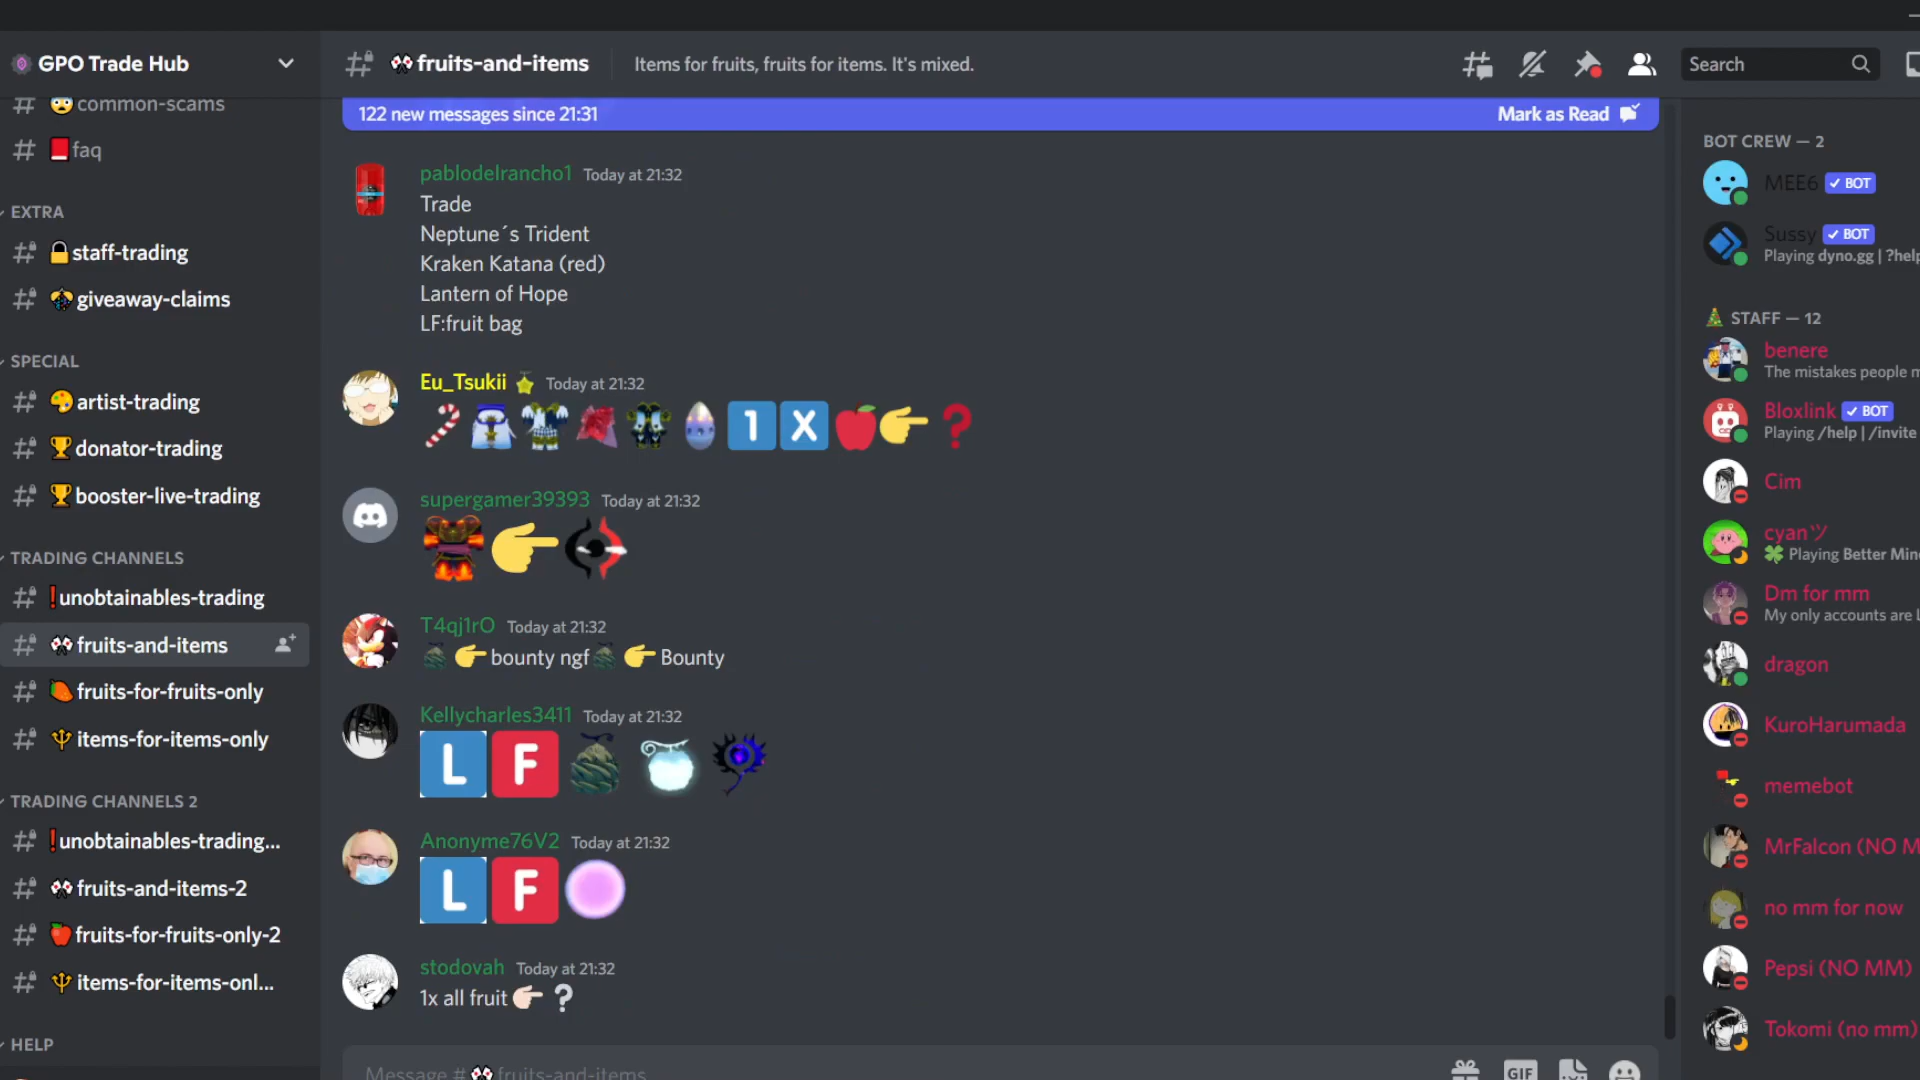 GPO Trade Hub
common-scams
faq
EXTRA
staff-trading
giveaway-claims
SPECIAL
artist-trading
donator-trading
booster-live-trading
TRADING CHANNELS
unobtainables-trading
fruits-and-items
fruits-for-fruits-only
items-for-items-only
TRADING CHANNELS 2
unobtainables-trading...
fruits-and-items-2
fruits-for-fruits-only-2
items-for-items-onl...
HELP
fruits-and-items
Items for fruits, fruits for items. It's mixed.
Search
122 new messages since 21:31
Mark as Read
pablodelrancho1 Today at 21:32
Trade
Neptune´s Trident
Kraken Katana (red)
Lantern of Hope
LF:fruit bag
Eu_Tsukii Today at 21:32
1 X ?
supergamer39393 Today at 21:32
T4qj1rO Today at 21:32
bounty ngf Bounty
Kellycharles3411 Today at 21:32
L F
Anonyme76V2 Today at 21:32
L F
stodovah Today at 21:32
1x all fruit ?
Message # fruits-and-items
GIF
BOT CREW — 2
MEE6 BOT
Sussy BOT
Playing dyno.gg | ?help
STAFF — 12
benere
The mistakes people m
Bloxlink BOT
Playing /help | /invite
Cim
cyanツ
Playing Better Min
Dm for mm
My only accounts are
dragon
KuroHarumada
memebot
MrFalcon (NO M
no mm for now
Pepsi (NO MM)
Tokomi (no mm)